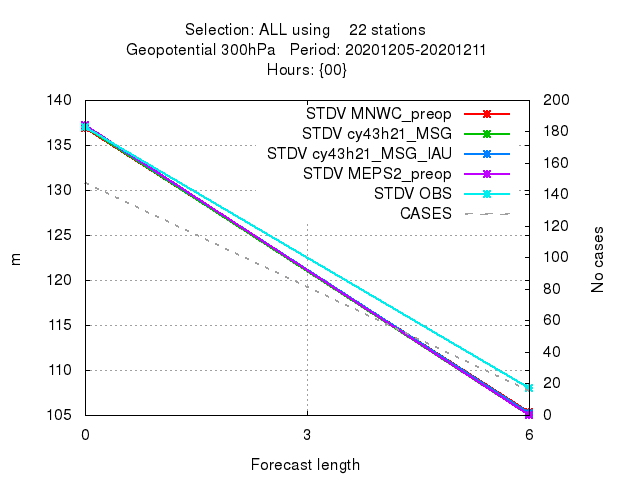 Selection: ALL using 22 stations
Geopotential 300hPa Period: 20201205-20201211
Hours: {00}
140 200
STDV MNWC_preop
180
135 STDV cy43h21_MSG
160
STDV cy43h21_MSG_IAU
STDV MEPS2_preop
130 STDV OBS 140
CASES
120
125
100
m
No cases
120
80
115 60
40
110
20
105 0
0 3 6
Forecast length